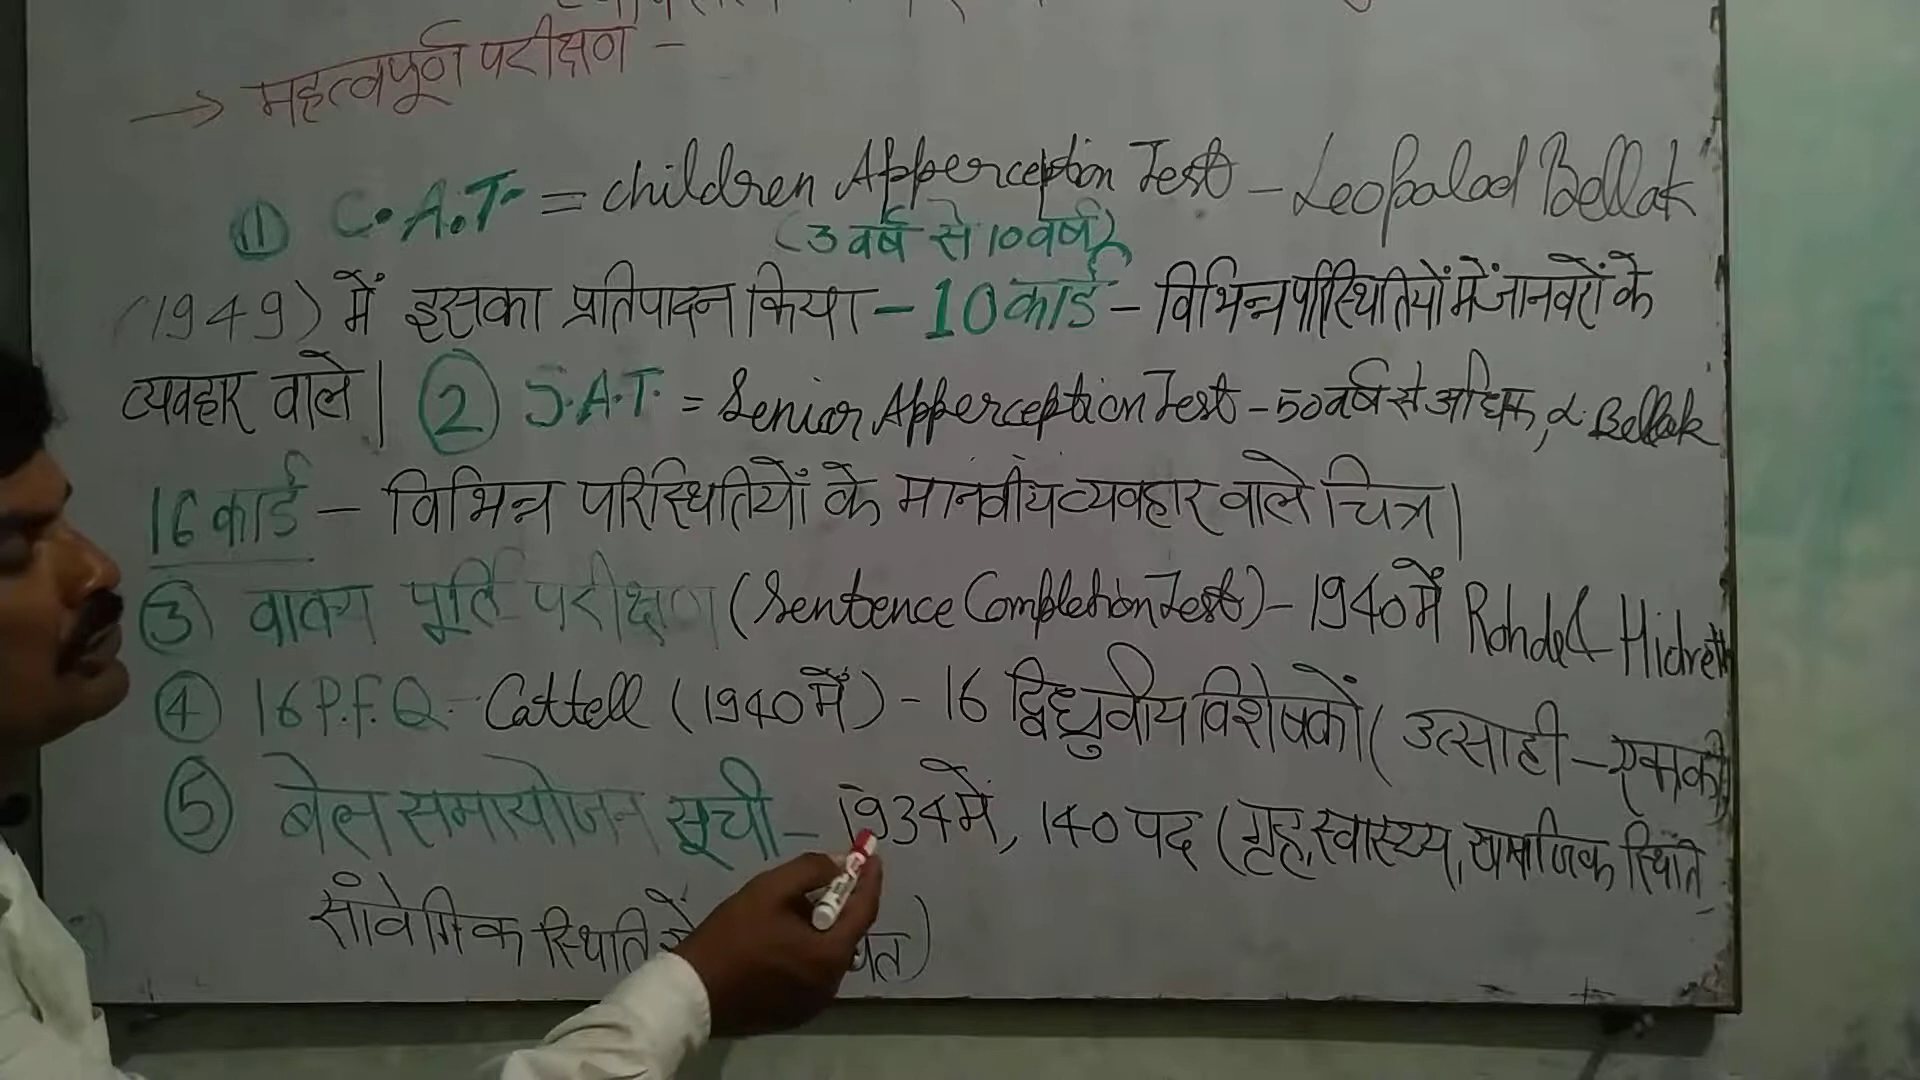 → महत्वपूर्ण परीक्षण -
① C.A.T. = Children Apperception Test - Leopalod Bellak
(3 वर्ष से 10 वर्ष)
(1949) में इसका प्रतिपादन किया - 10 कार्ड - विभिन्न परिस्थितियों में जानवरों के
व्यवहार वाले | ② S.A.T. = Senior Apperception Test - 50 वर्ष से अधिक, L. Bellak
16 कार्ड - विभिन्न परिस्थितियों के मानवीय व्यवहार वाले चित्र |
③ वाक्य पूर्ति परीक्षण (Sentence Completion Test) - 1940 में Rohde & Hidreth
④ 16 P.F.Q. - Cattell (1940 में) - 16 द्विध्रुवीय विशेषकों ( उत्साही - एकाकी)
⑤ बेल समायोजन सूची - 1934 में, 140 पद (गृह, स्वास्थ्य, सामाजिक स्थिति
सांवेगिक स्थिति